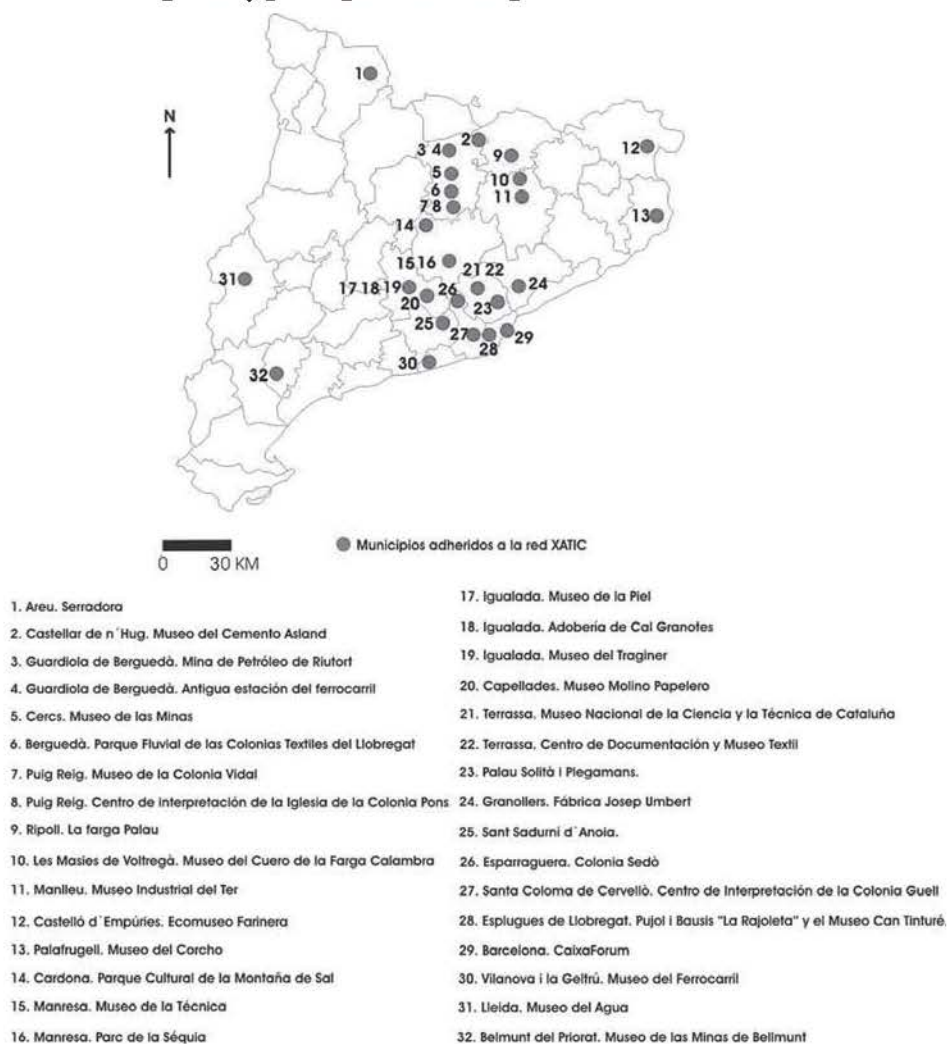 N
1
2
3 4
9
12
5
10
6
11
7 8
13
14
15 16
21 22
31
17 18 19
26
24
20
23
25
27
29
28
30
32
0 30 KM
Municipios adheridos a la red XATIC
1. Areu. Serradora
2. Castellar de n´Hug. Museo del Cemento Asland
3. Guardiola de Berguedà. Mina de Petróleo de Riutort
4. Guardiola de Berguedà. Antigua estación del ferrocarril
5. Cercs. Museo de las Minas
6. Berguedà. Parque Fluvial de las Colonias Textiles del Llobregat
7. Puig Reig. Museo de la Colonia Vidal
8. Puig Reig. Centro de interpretación de la Iglesia de la Colonia Pons
9. Ripoll. La farga Palau
10. Les Masies de Voltregà. Museo del Cuero de la Farga Calambra
11. Manlleu. Museo Industrial del Ter
12. Castelló d´Empúries. Ecomuseo Farinera
13. Palafrugell. Museo del Corcho
14. Cardona. Parque Cultural de la Montaña de Sal
15. Manresa. Museo de la Técnica
16. Manresa. Parc de la Séquia
17. Igualada. Museo de la Piel
18. Igualada. Adobería de Cal Granotes
19. Igualada. Museo del Traginer
20. Capellades. Museo Molino Papelero
21. Terrassa. Museo Nacional de la Ciencia y la Técnica de Cataluña
22. Terrassa. Centro de Documentación y Museo Textil
23. Palau Solità i Plegamans.
24. Granollers. Fábrica Josep Umbert
25. Sant Sadurní d´Anoia.
26. Esparraguera. Colonia Sedò
27. Santa Coloma de Cervellò. Centro de Interpretación de la Colonia Guell
28. Esplugues de Llobregat. Pujol i Bausis "La Rajoleta" y el Museo Can Tinturé.
29. Barcelona. CaixaForum
30. Vilanova i la Geltrú. Museo del Ferrocarril
31. Lleida. Museo del Agua
32. Belmunt del Priorat. Museo de las Minas de Bellmunt